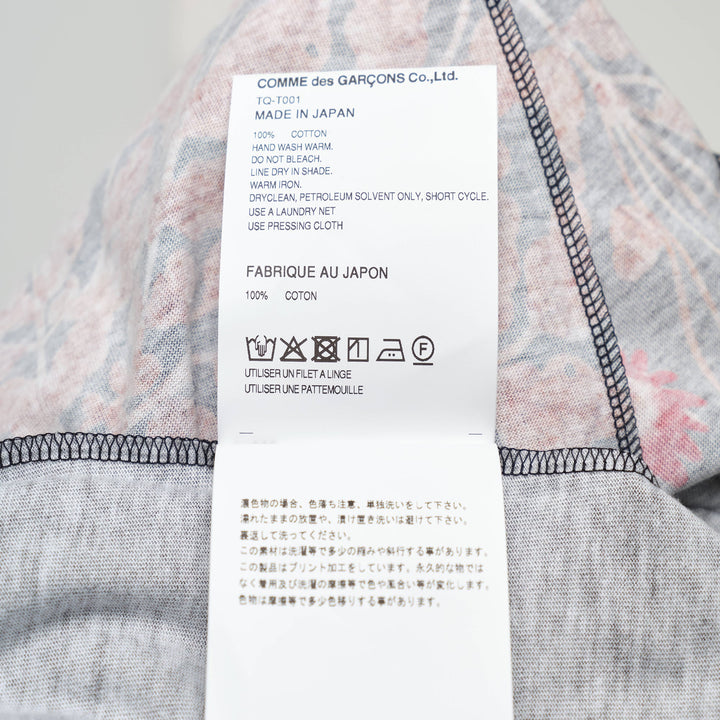 COMME des GARÇONS Co.,Ltd.
TQ-T001
MADE IN JAPAN
100% COTTON
HAND WASH WARM.
DO NOT BLEACH.
LINE DRY IN SHADE.
WARM IRON.
DRYCLEAN, PETROLEUM SOLVENT ONLY, SHORT CYCLE.
USE A LAUNDRY NET
USE PRESSING CLOTH
FABRIQUE AU JAPON
100% COTON
F
UTILISER UN FILET A LINGE
UTILISER UNE PATTEMOUILLE
濃色物の場合、色落ち注意、単独洗いをして下さい。
濡れたままの放置や、漬け置き洗いは避けて下さい。
裏返して洗ってください。
この素材は洗濯等で多少の縮みや斜行する事があります。
この製品はプリント加工をしています。永久的な物では
なく着用及び洗濯の摩擦等で色や風合い等が変化します。
色物は摩擦等で多少色移りする事があります。